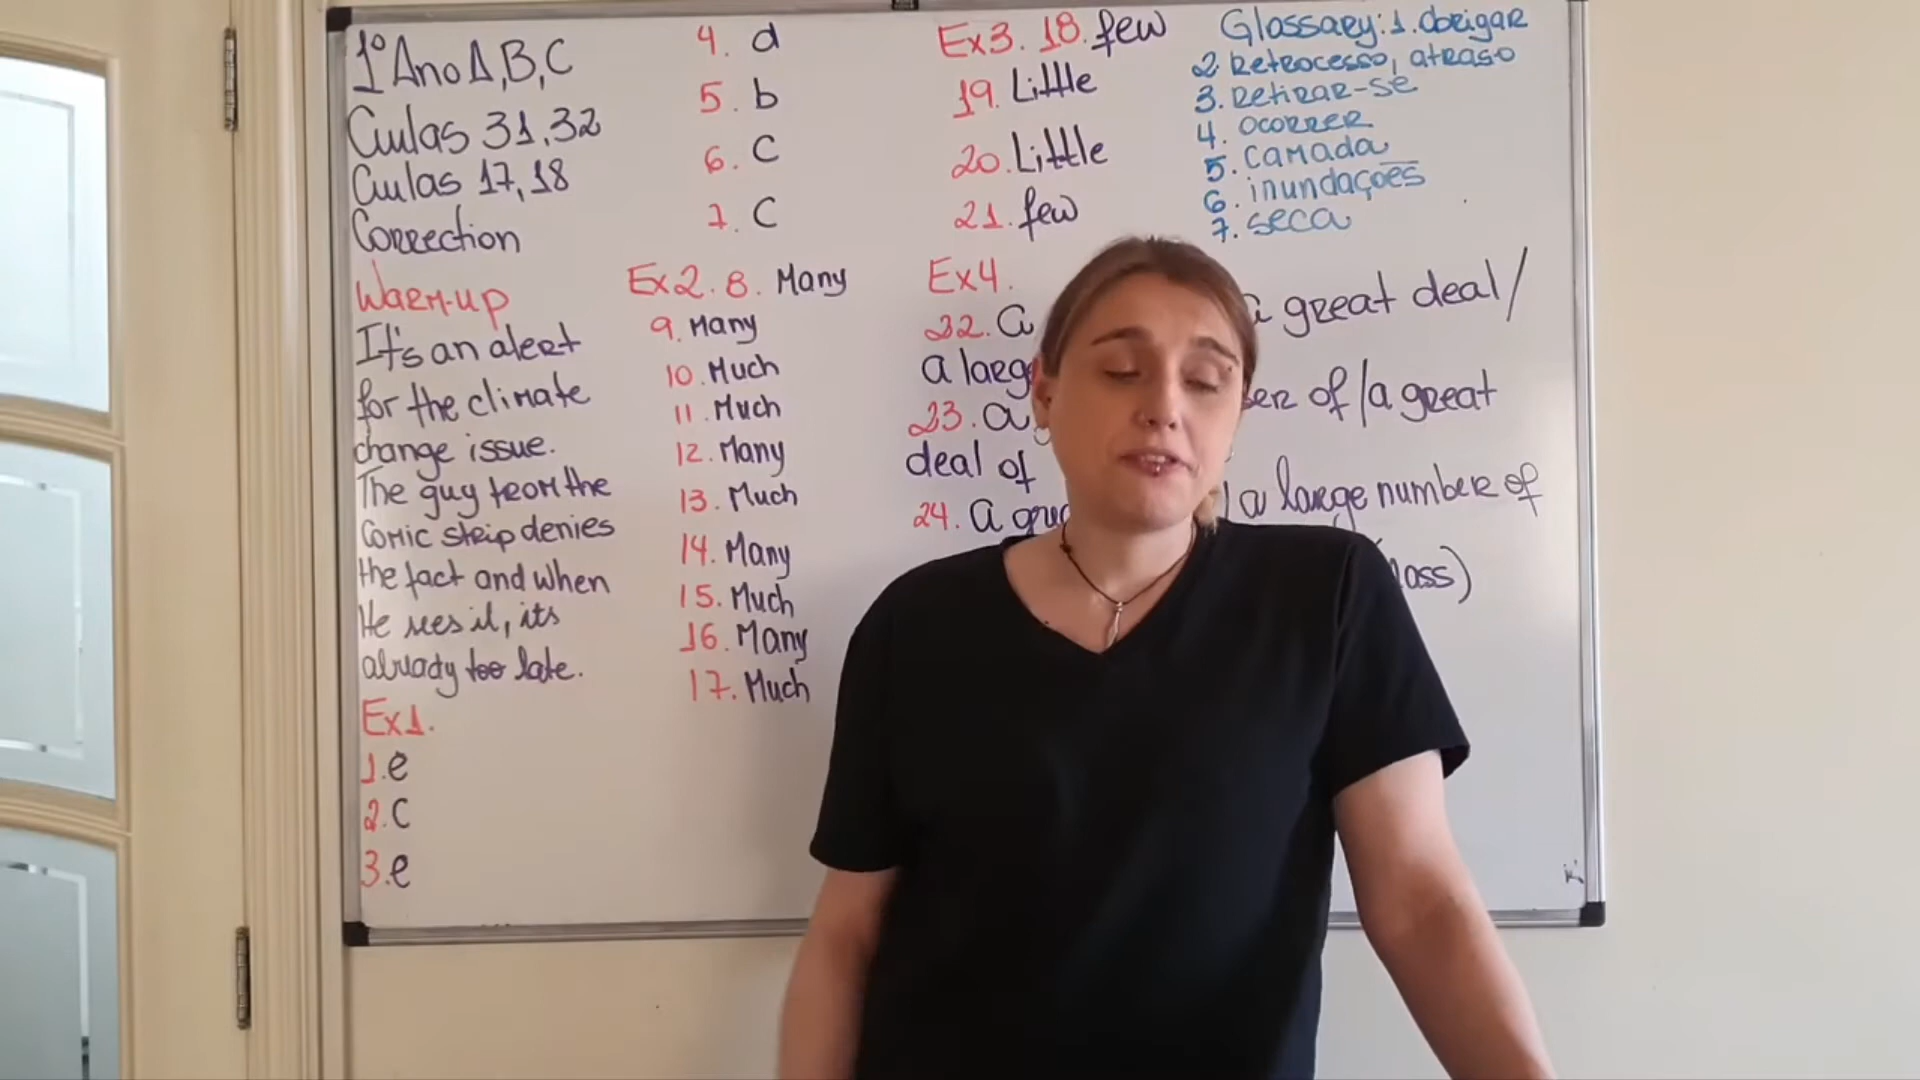 1º Ano A, B, C
Aulas 31, 32
Aulas 17, 18
Correction
Warm-up
It's an alert
for the climate
change issue.
The guy from the
comic strip denies
the fact and when
He sees it, its
already too late.
Ex1.
1. e
2. C
3. e
4. d
5. b
6. C
7. C
Ex2. 8. Many
9. Many
10. Much
11. Much
12. Many
13. Much
14. Many
15. Much
16. Many
17. Much
Ex3. 18. few
19. Little
20. Little
21. few
Ex4.
22. a great deal/
a
23. a of/a great
deal of
24. a a large number of
Glossary: 1. obrigar
2. Retrocesso, atraso
3. Retirar-se
4. ocorrer
5. camada
6. inundações
7. seca